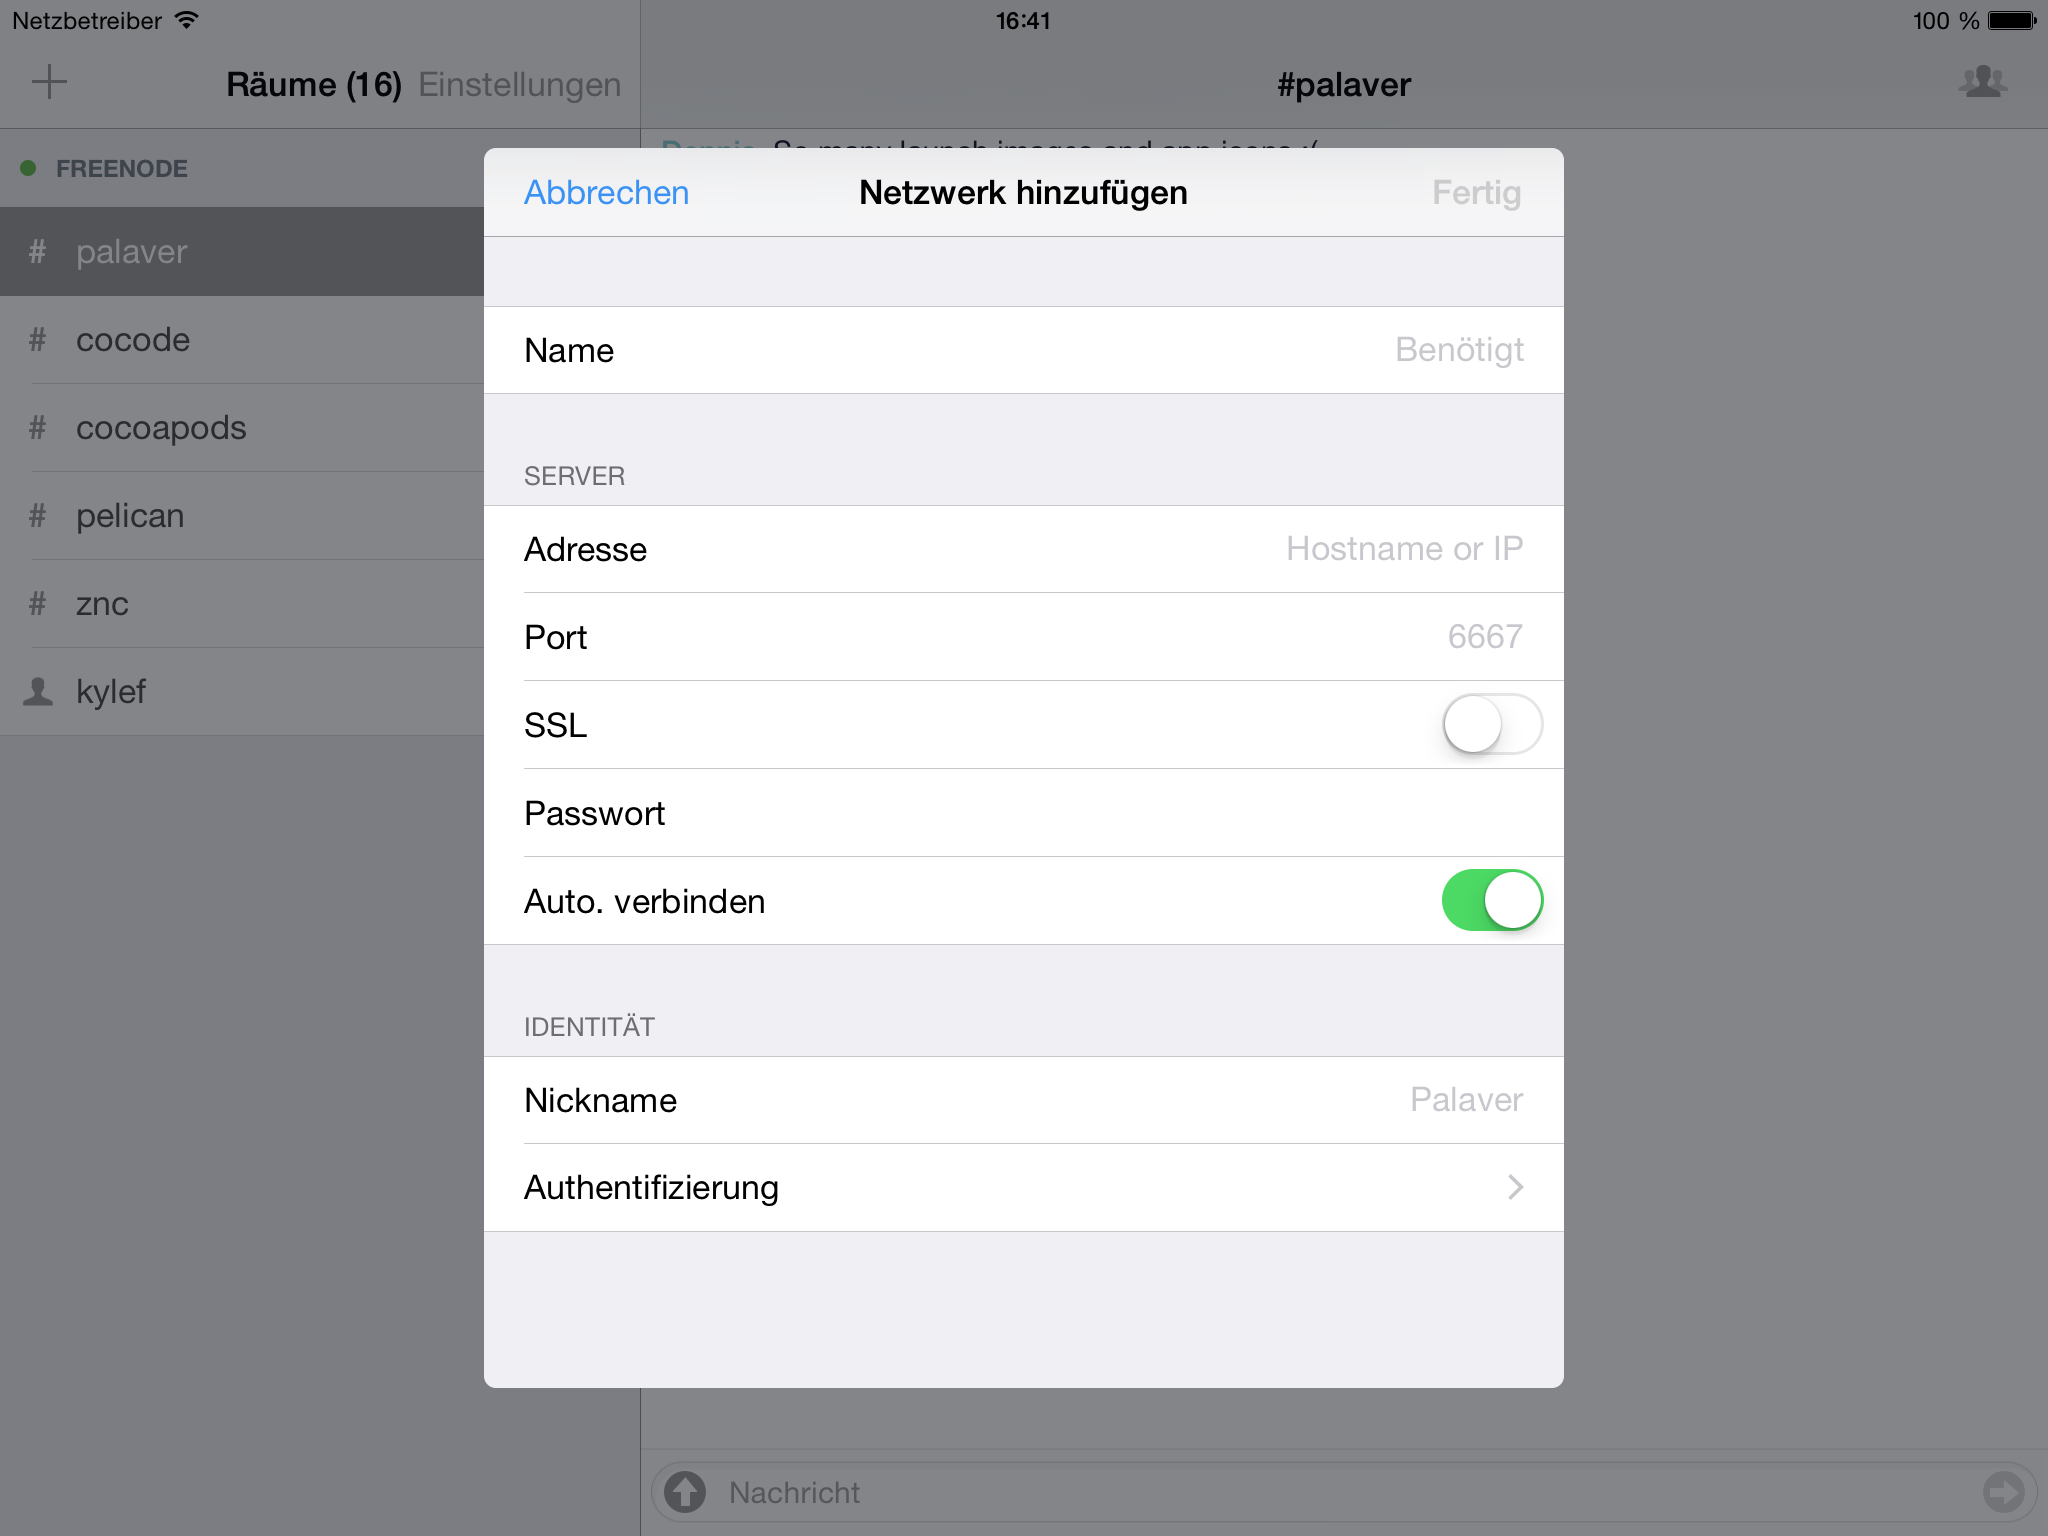 Netzbetreiber 16:41 100 %
Räume (16) Einstellungen #palaver
FREENODE
# palaver
# cocode
# cocoapods
# pelican
# znc
kylef
Dennis So many launch images and app icons :(
Abbrechen Netzwerk hinzufügen Fertig
Name Benötigt
SERVER
Adresse Hostname or IP
Port 6667
SSL
Passwort
Auto. verbinden
IDENTITÄT
Nickname Palaver
Authentifizierung
Nachricht